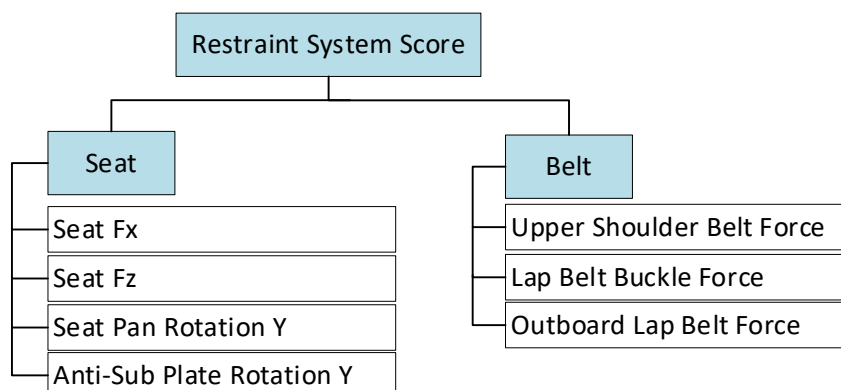 Restraint System Score
Seat
Seat Fx
Seat Fz
Seat Pan Rotation Y
Anti-Sub Plate Rotation Y
Belt
Upper Shoulder Belt Force
Lap Belt Buckle Force
Outboard Lap Belt Force